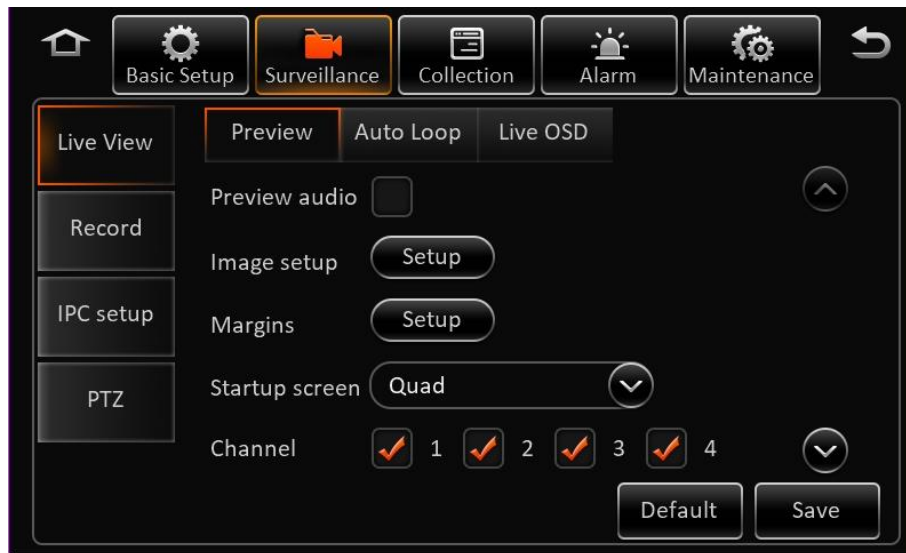 Basic Setup Surveillance Collection Alarm Maintenance
Live View
Record
IPC setup
PTZ
Preview Auto Loop Live OSD
Preview audio
Image setup Setup
Margins Setup
Startup screen Quad
Channel 1 2 3 4
Default Save